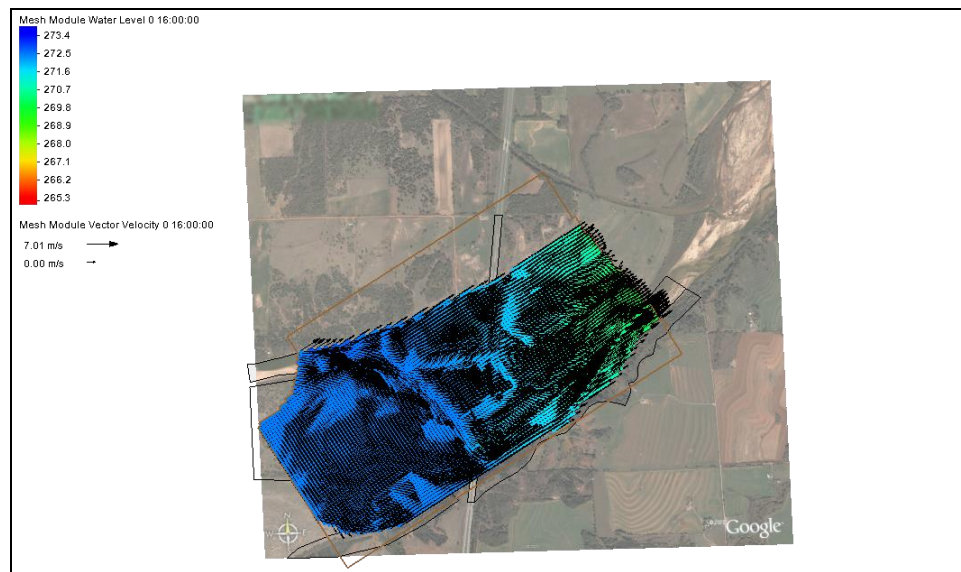 Mesh Module Water Level 0 16:00:00
273.4
272.5
271.6
270.7
269.8
268.9
268.0
267.1
266.2
265.3
Mesh Module Vector Velocity 0 16:00:00
7.01 m/s
0.00 m/s
N
W
E
Google